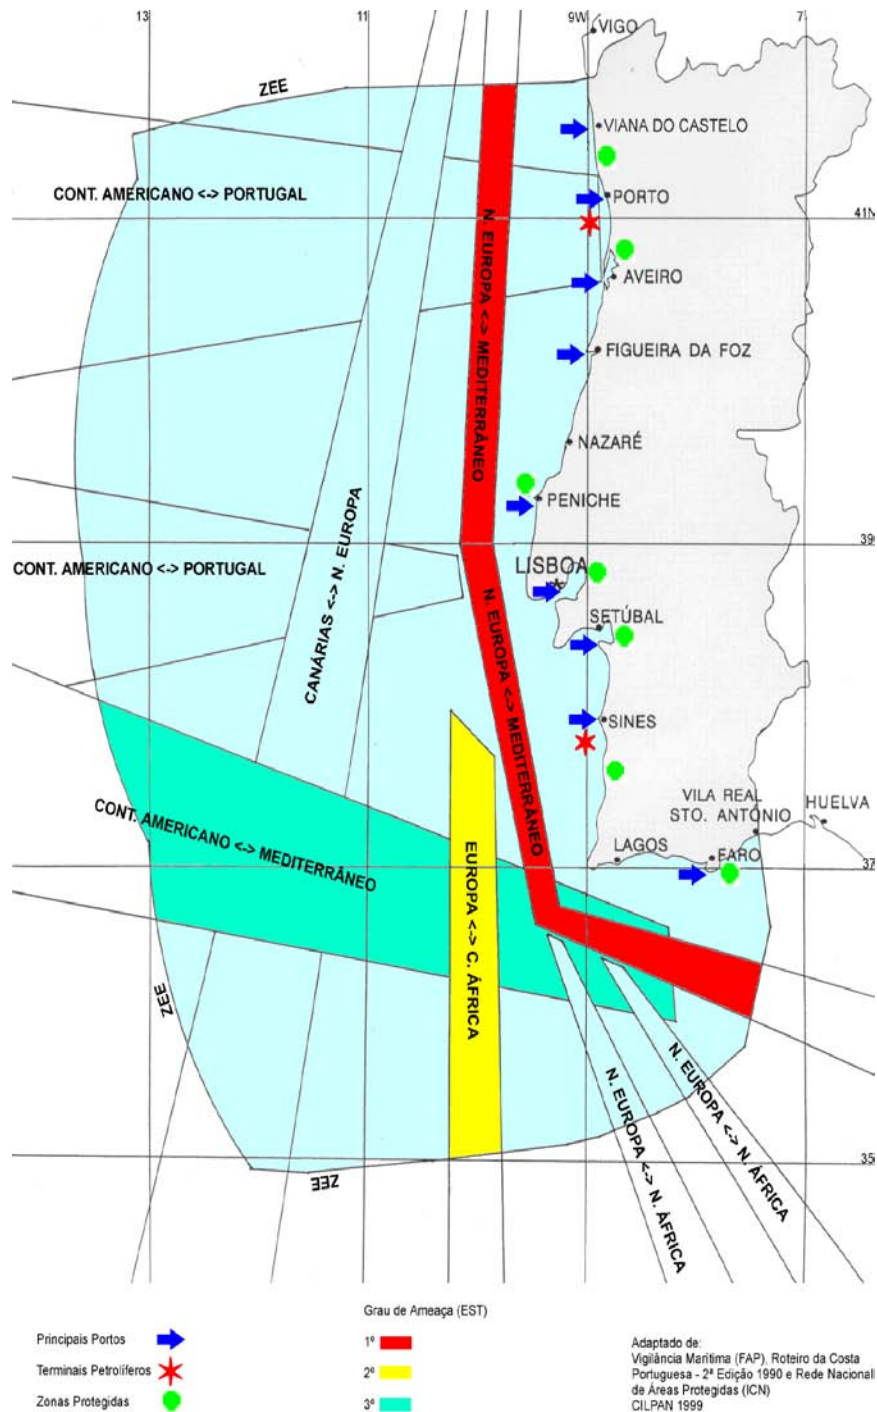 13
11
9W
7
VIGO
ZEE
VIANA DO CASTELO
CONT. AMERICANO <-> PORTUGAL
PORTO
41N
N. EUROPA <-> MEDITERRÂNEO
AVEIRO
FIGUEIRA DA FOZ
NAZARÉ
PENICHE
CANÁRIAS <-> N. EUROPA
39
CONT. AMERICANO <-> PORTUGAL
LISBOA
SETÚBAL
N. EUROPA <-> MEDITERRÂNEO
SINES
VILA REAL
STO. ANTÓNIO
HUELVA
CONT. AMERICANO <-> MEDITERRÂNEO
LAGOS
FARO
37
EUROPA <-> C. ÁFRICA
ZEE
N. EUROPA <-> N. ÁFRICA
N. EUROPA <-> N. ÁFRICA
35
ZEE
Grau de Ameaça (EST)
Principais Portos
1º
Terminais Petrolíferos
2º
Zonas Protegidas
3º
Adaptado de:
Vigilância Marítima (FAP), Roteiro da Costa
Portuguesa - 2ª Edição 1990 e Rede Nacional
de Áreas Protegidas (ICN)
CILPAN 1999